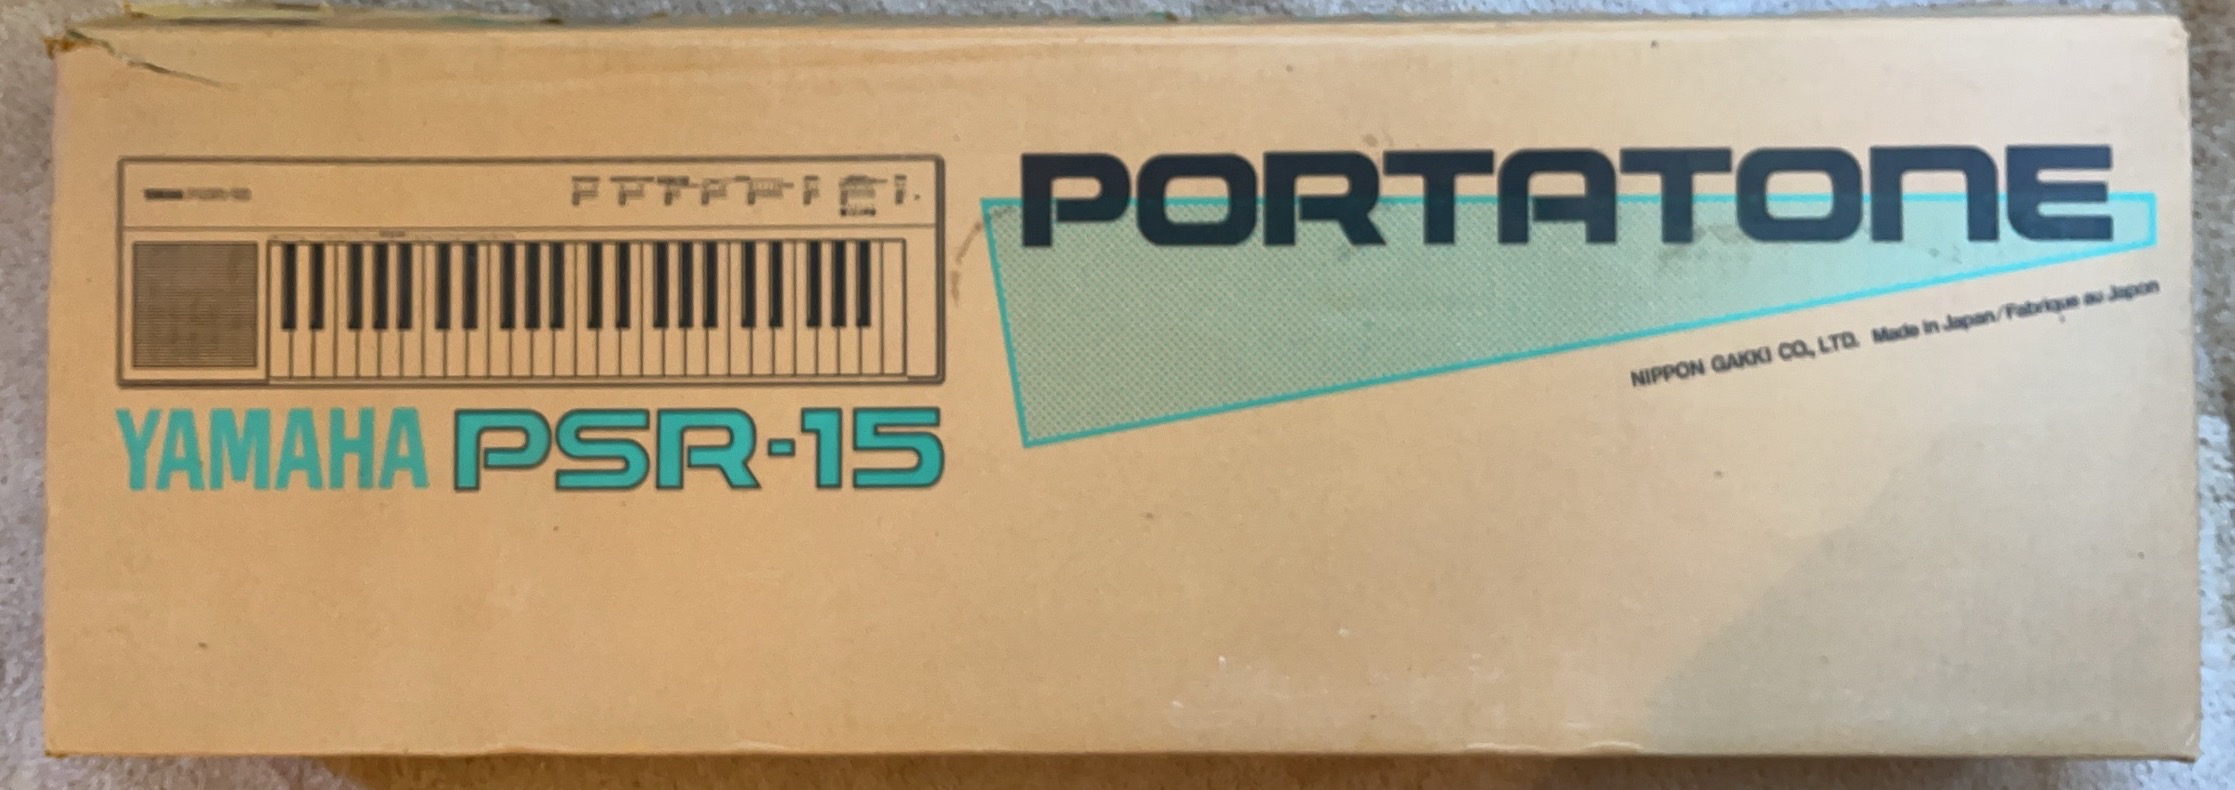 YAMAHA PSR-15
PORTATONE
NIPPON GAKKI CO., LTD. Made in Japan/Fabrique au Japon